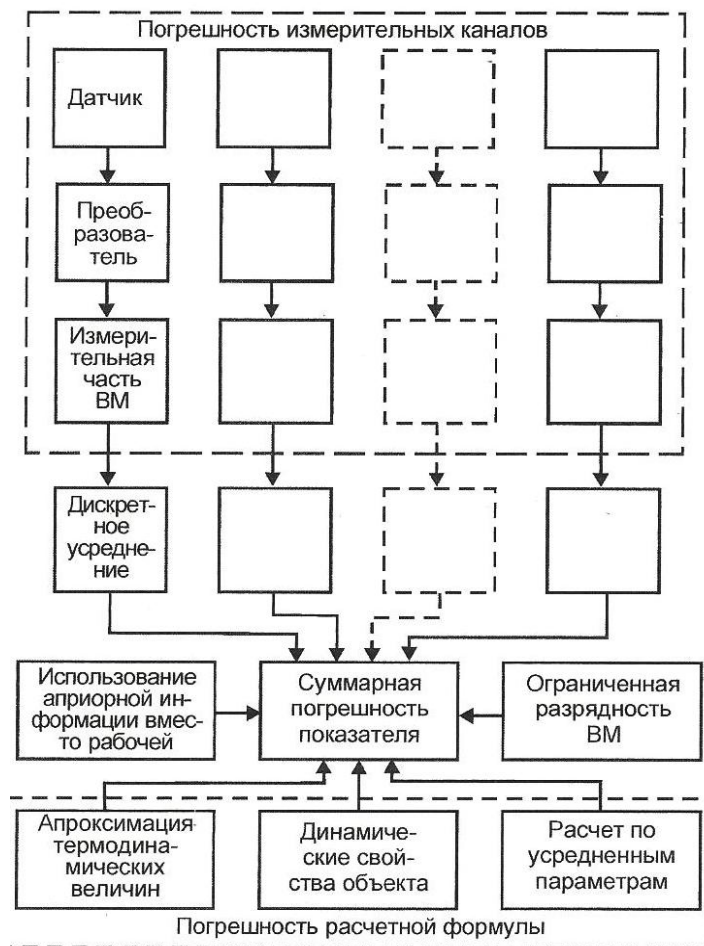 Погрешность измерительных каналов
Датчик
Преоб-
разова-
тель
Измери-
тельная
часть
ВМ
Дискрет-
ное
усредне-
ние
Использование
априорной ин-
формации вмес-
то рабочей
Суммарная
погрешность
показателя
Ограниченная
разрядность
ВМ
Апроксимация
термодина-
мических
величин
Динамиче-
ские свой-
ства объекта
Расчет по
усредненным
параметрам
Погрешность расчетной формулы